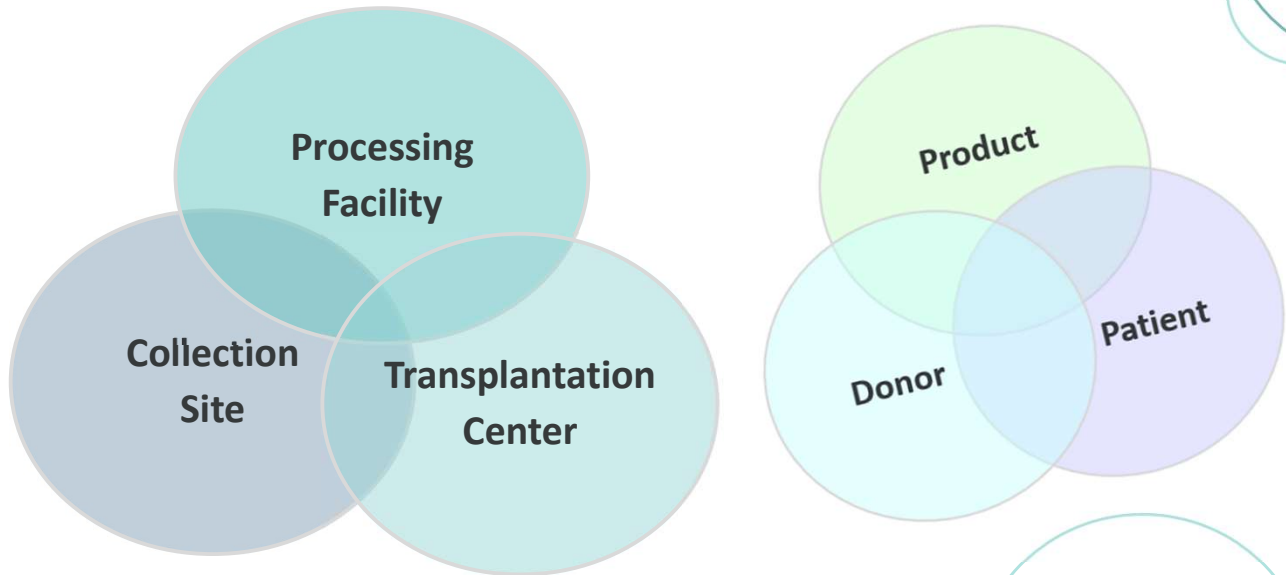 Processing
Facility
Collection
Site
Transplantation
Center
Product
Patient
Donor